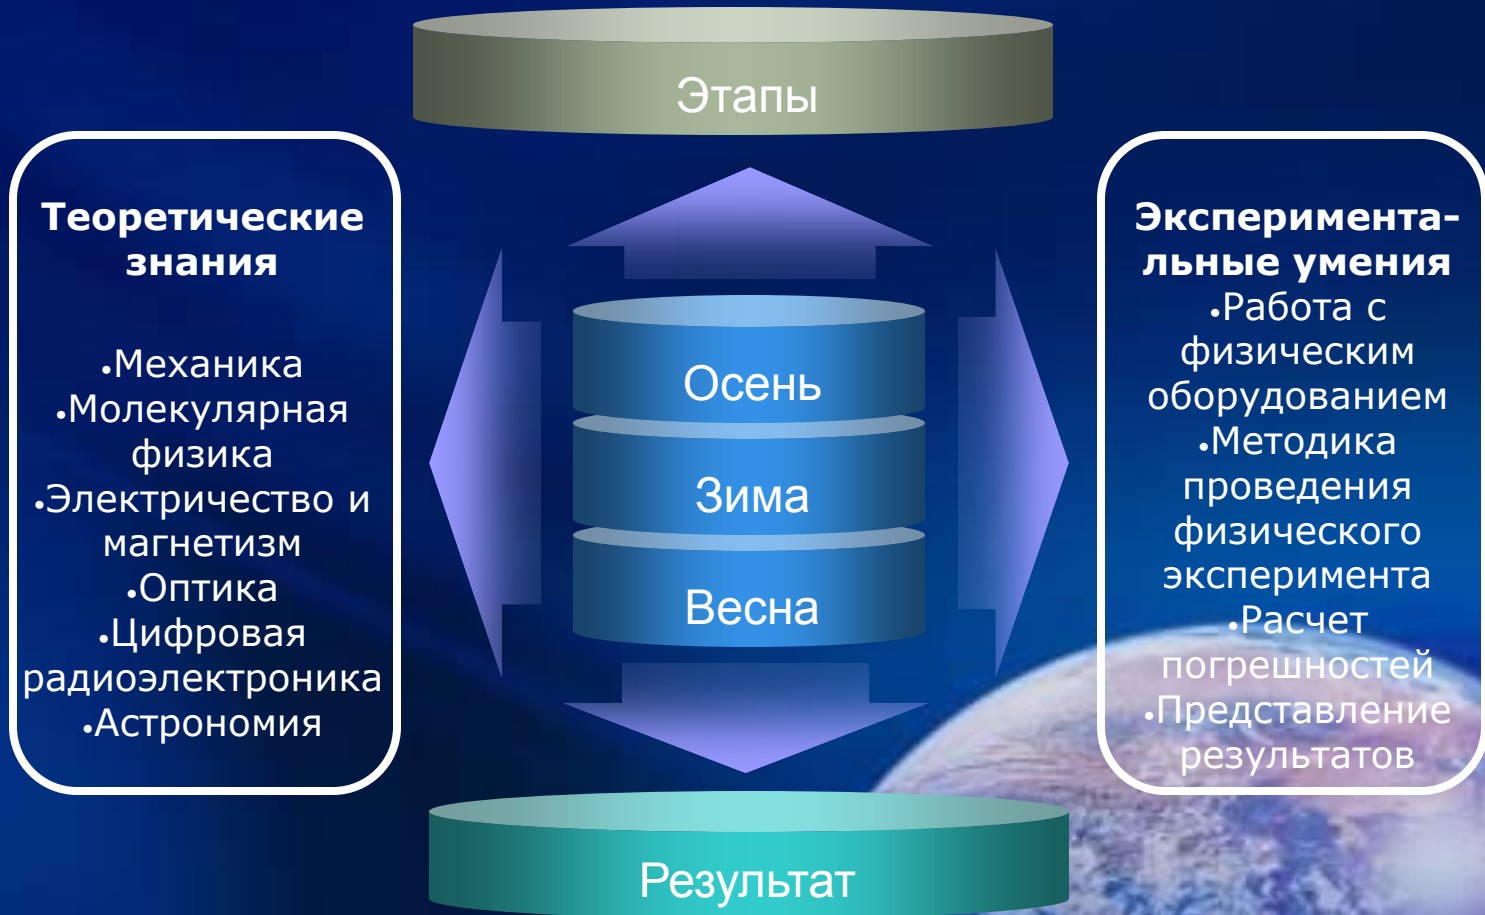 Этапы
Теоретические
знания
•Механика
•Молекулярная
физика
•Электричество и
магнетизм
•Оптика
•Цифровая
радиоэлектроника
•Астрономия
Осень
Зима
Весна
Эксперимента-
льные умения
•Работа с
физическим
оборудованием
•Методика
проведения
физического
эксперимента
•Расчет
погрешностей
•Представление
результатов
Результат